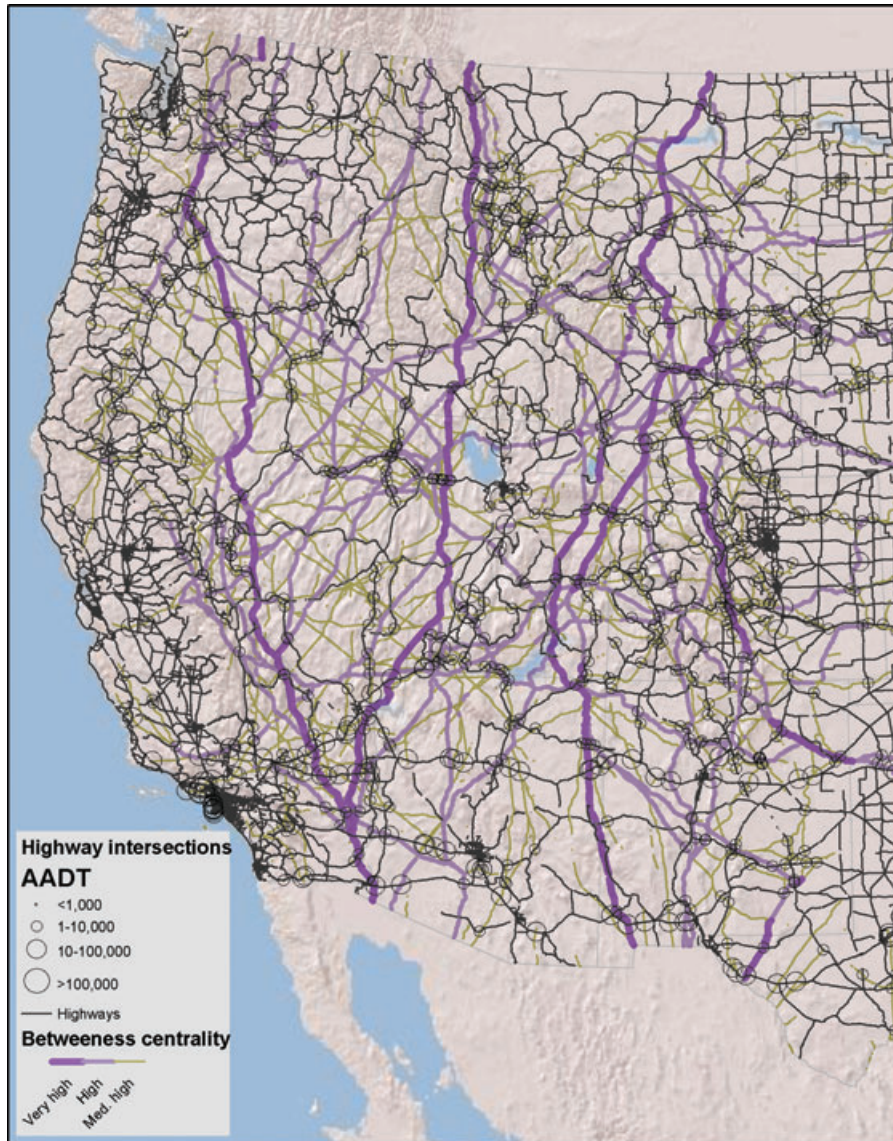 Highway intersections
AADT
<1,000
1-10,000
10-100,000
>100,000
Highways
Betweeness centrality
Very high
High
Med. high